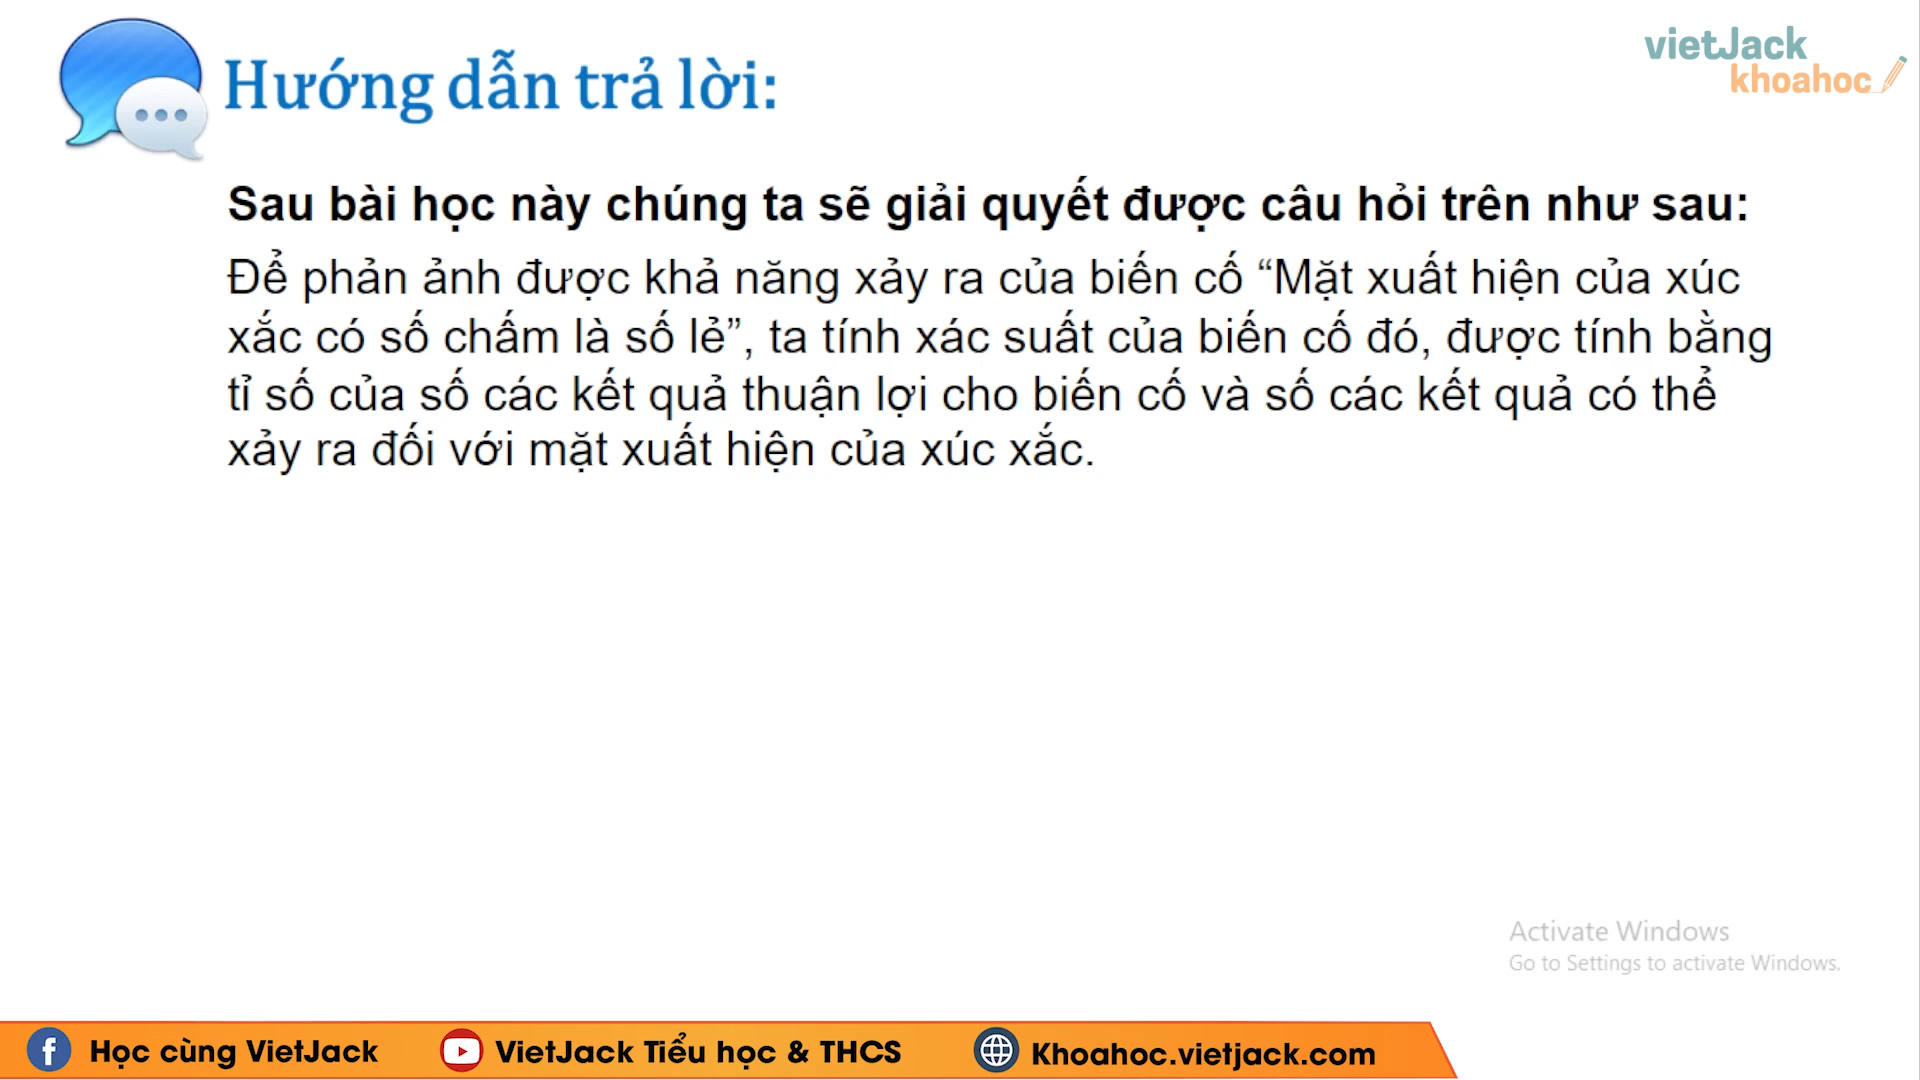 vietJack
khoahoc
Hướng dẫn trả lời:
Sau bài học này chúng ta sẽ giải quyết được câu hỏi trên như sau:
Để phản ảnh được khả năng xảy ra của biến cố “Mặt xuất hiện của xúc
xắc có số chấm là số lẻ”, ta tính xác suất của biến cố đó, được tính bằng
tỉ số của số các kết quả thuận lợi cho biến cố và số các kết quả có thể
xảy ra đối với mặt xuất hiện của xúc xắc.
Activate Windows
Go to Settings to activate Windows.
Học cùng VietJack
VietJack Tiểu học & THCS
Khoahoc.vietjack.com